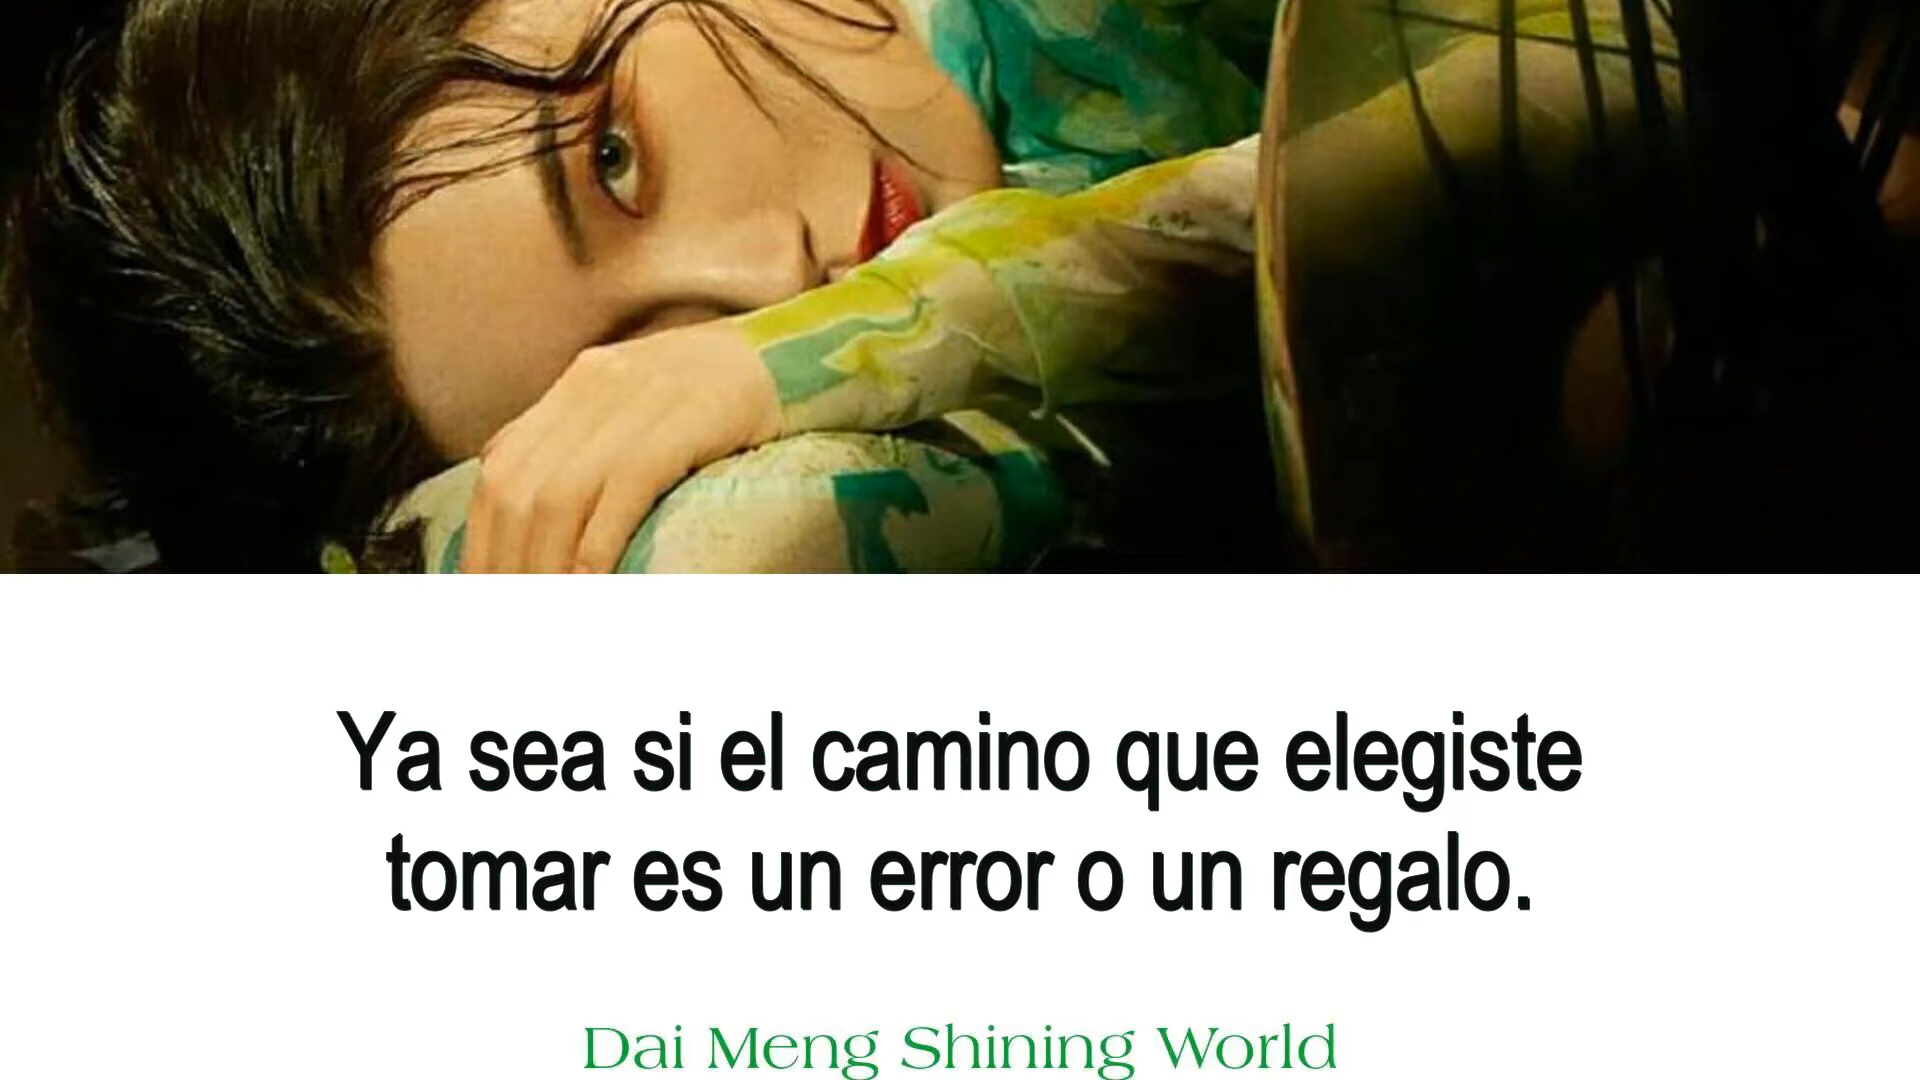 Ya sea si el camino que elegiste
tomar es un error o un regalo.
Dai Meng Shining World